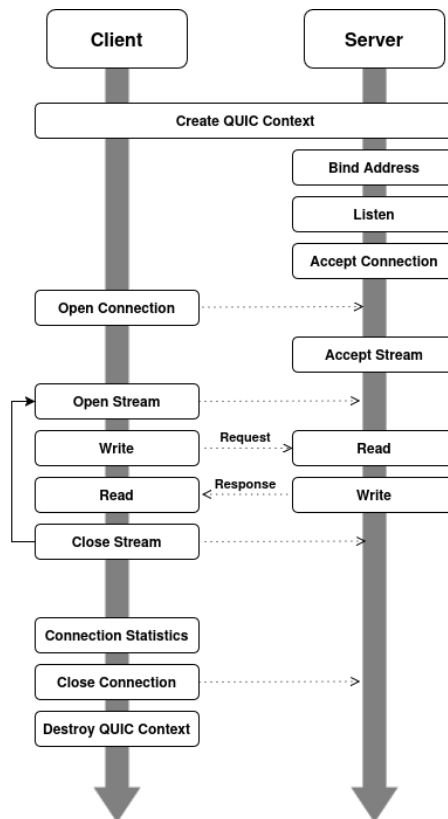 Client
Server
Create QUIC Context
Bind Address
Listen
Accept Connection
Open Connection
Accept Stream
Open Stream
Write
Request
Read
Read
Response
Write
Close Stream
Connection Statistics
Close Connection
Destroy QUIC Context